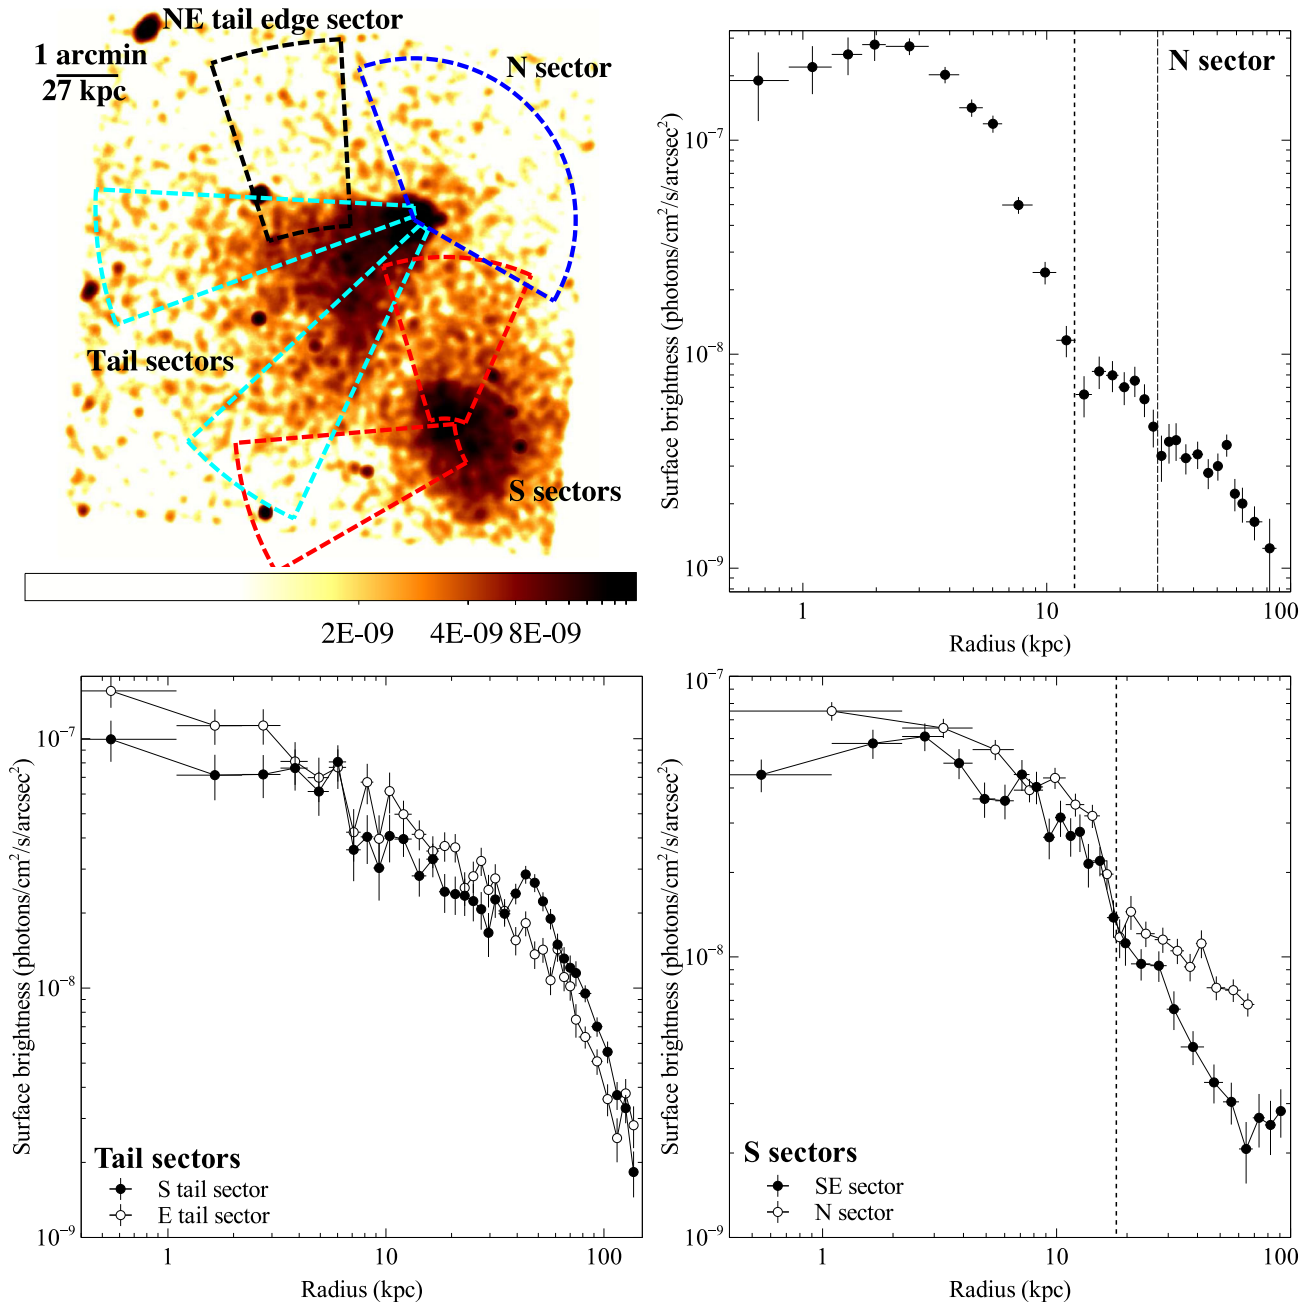 NE tail edge sector
1 arcmin
27 kpc
N sector
Tail sectors
S sectors
2E-09 4E-09 8E-09
N sector
Surface brightness (photons/cm²/s/arcsec²)
10⁻⁷
10⁻⁸
10⁻⁹
1 10 100
Radius (kpc)
Surface brightness (photons/cm²/s/arcsec²)
10⁻⁷
10⁻⁸
10⁻⁹
Tail sectors
S tail sector
E tail sector
1 10 100
Radius (kpc)
Surface brightness (photons/cm²/s/arcsec²)
10⁻⁷
10⁻⁸
10⁻⁹
S sectors
SE sector
N sector
1 10 100
Radius (kpc)